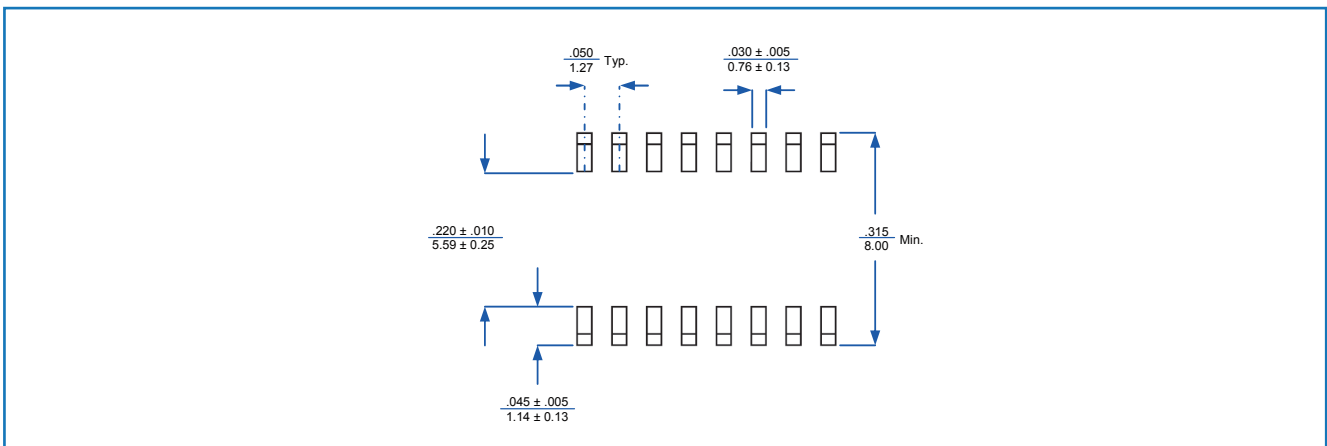 .050
1.27
Typ.
.030 ± .005
0.76 ± 0.13
.220 ± .010
5.59 ± 0.25
.315
8.00
Min.
.045 ± .005
1.14 ± 0.13